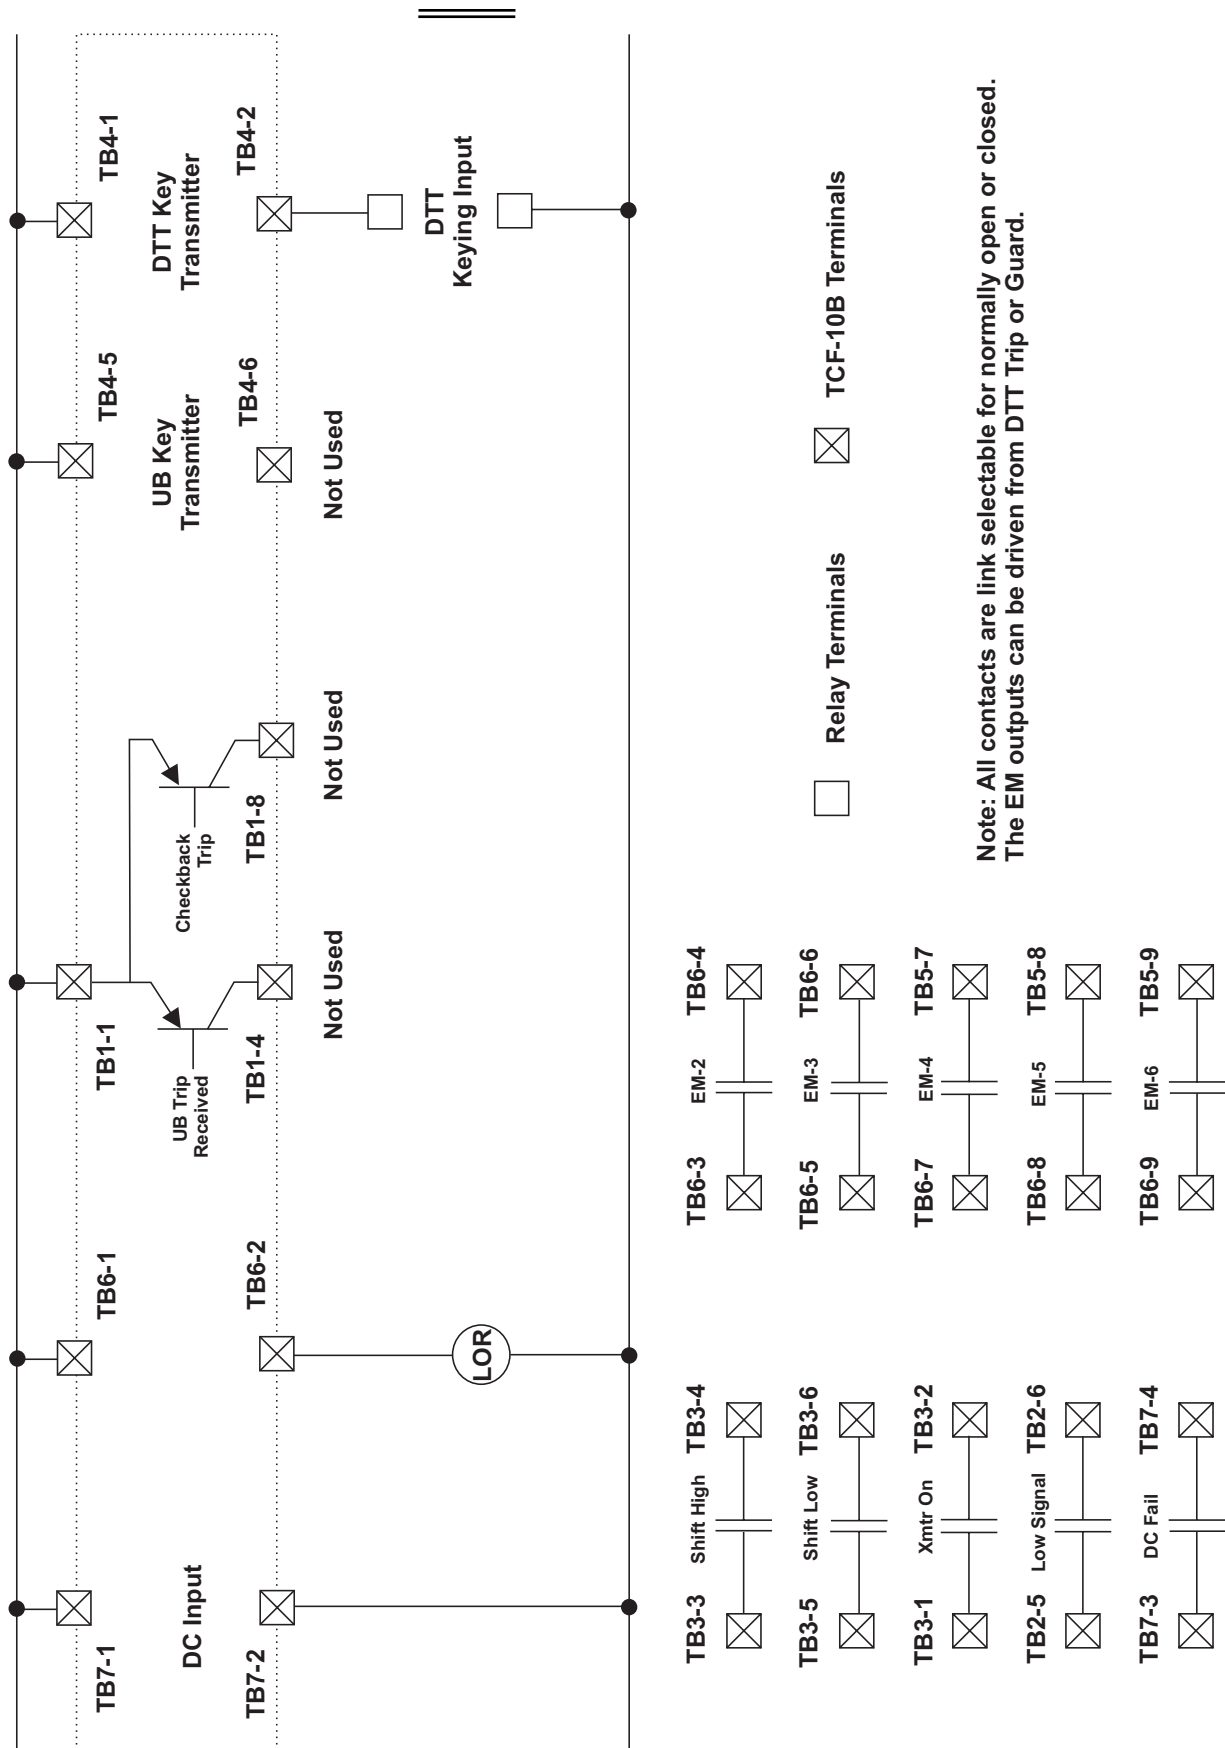 TB7-1
DC Input
TB7-2
TB6-1
TB6-2
LOR
TB1-1
UB Trip
Received
TB1-4
Not Used
Checkback
Trip
TB1-8
Not Used
TB4-5
UB Key
Transmitter
TB4-6
Not Used
TB4-1
DTT Key
Transmitter
TB4-2
DTT
Keying Input
TB3-3
Shift High
TB3-4
TB3-5
Shift Low
TB3-6
TB3-1
Xmtr On
TB3-2
TB2-5
Low Signal
TB2-6
TB7-3
DC Fail
TB7-4
TB6-3
EM-2
TB6-4
TB6-5
EM-3
TB6-6
TB6-7
EM-4
TB5-7
TB6-8
EM-5
TB5-8
TB6-9
EM-6
TB5-9
Relay Terminals
TCF-10B Terminals
Note: All contacts are link selectable for normally open or closed.
The EM outputs can be driven from DTT Trip or Guard.